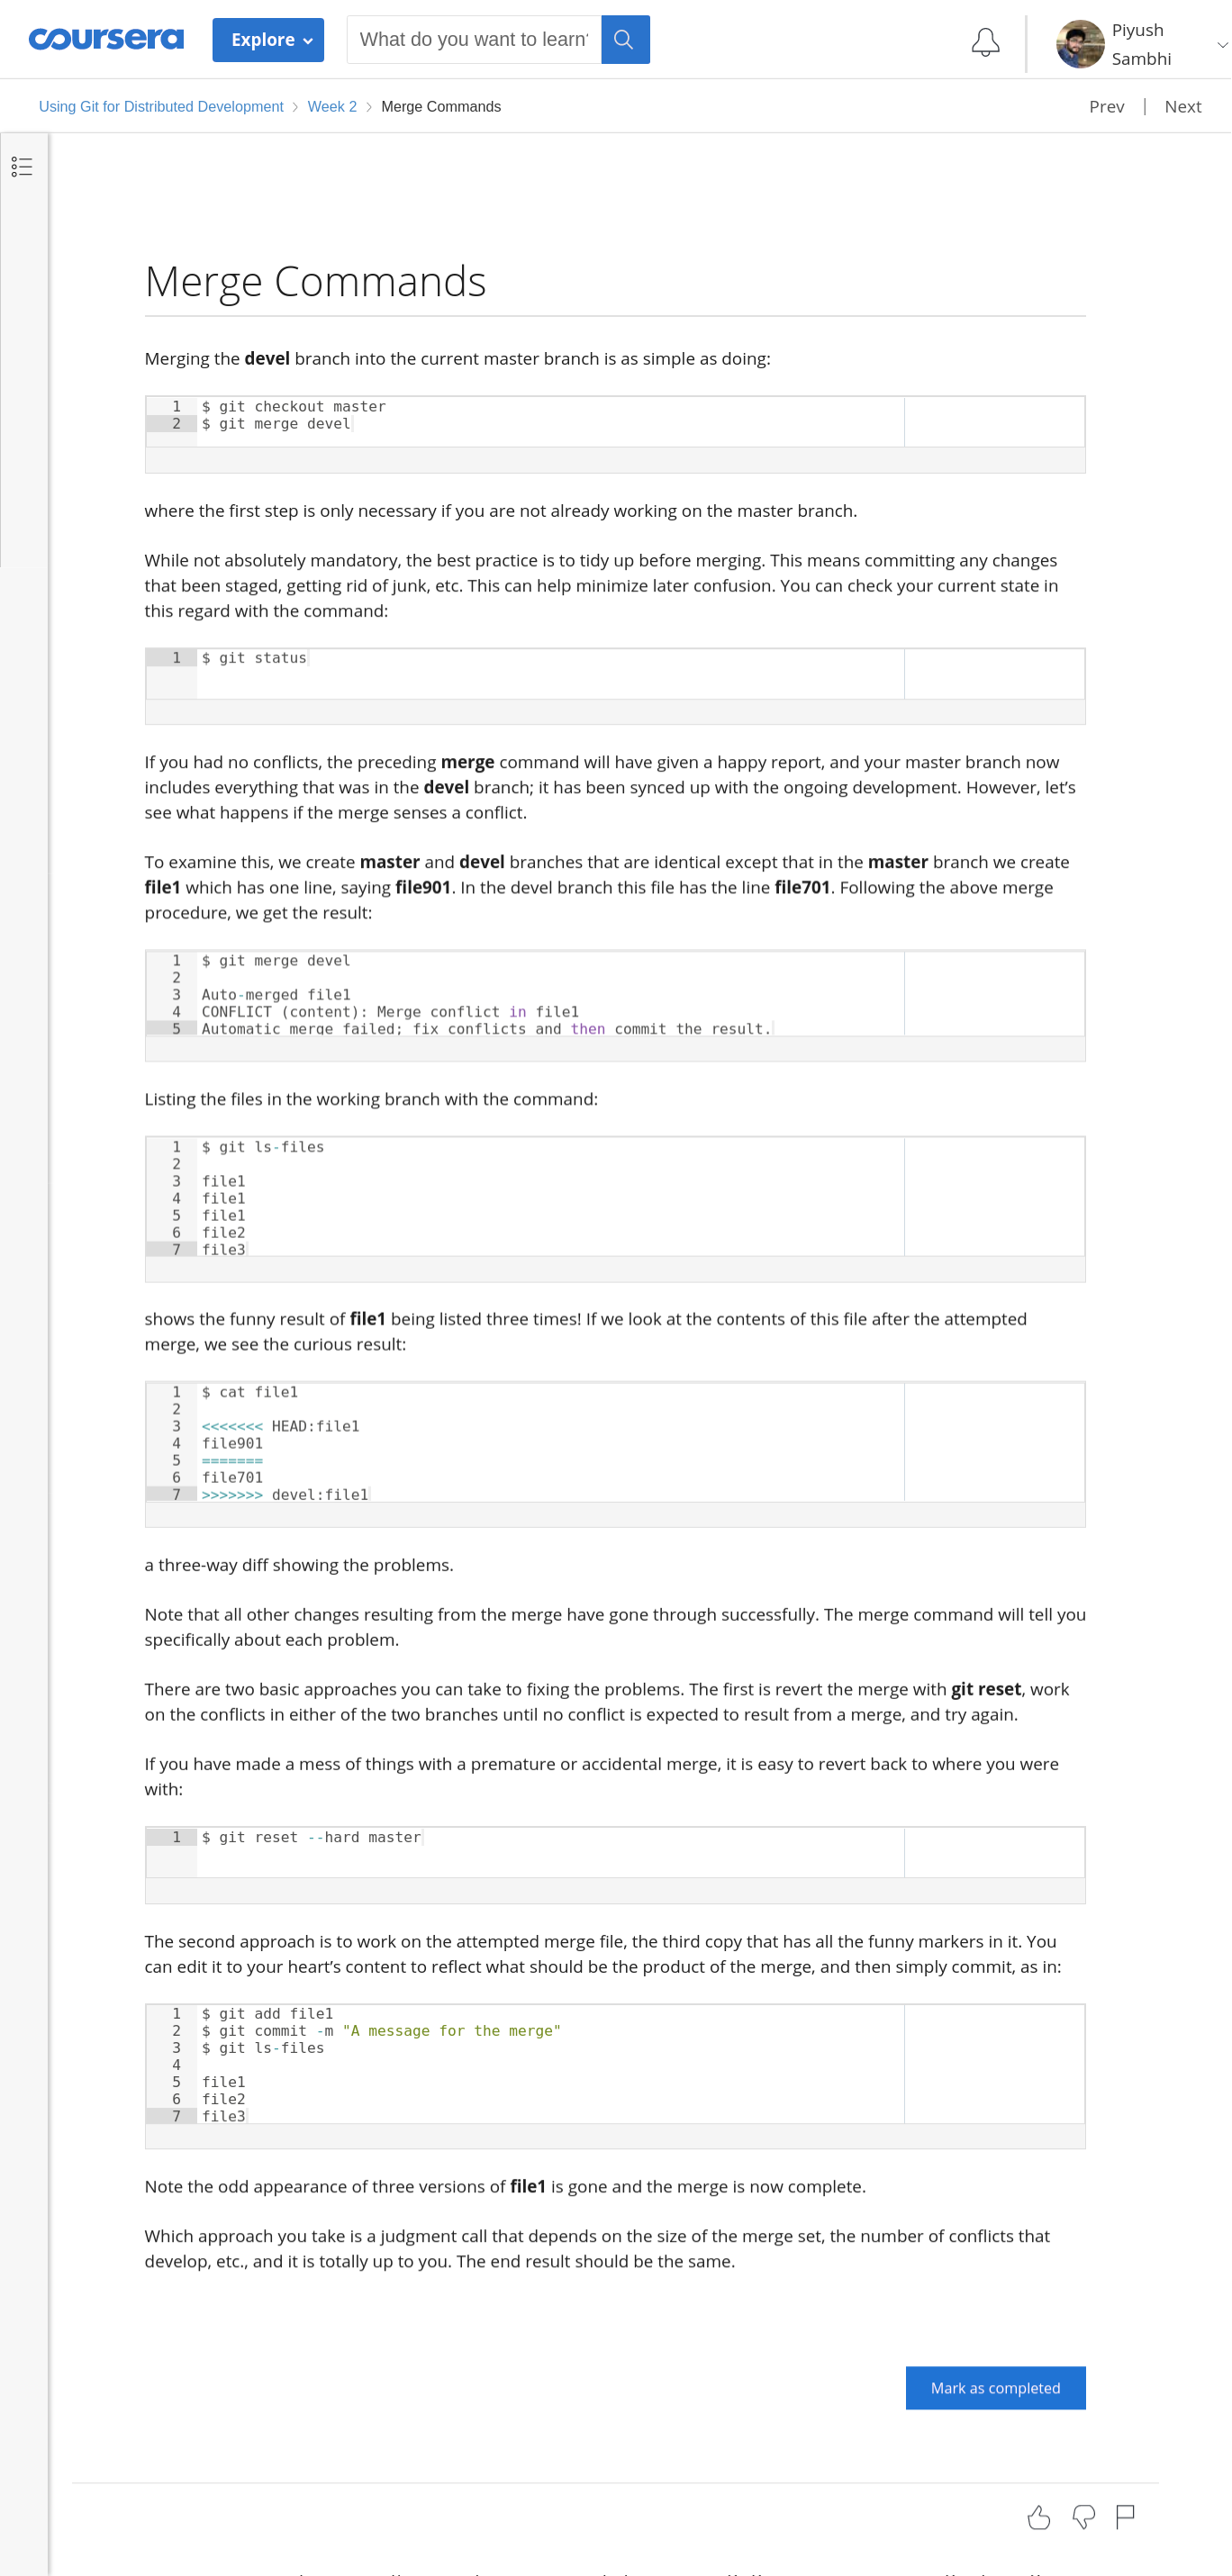 coursera
Explore
What do you want to learn?
Piyush
Sambhi
Using Git for Distributed Development
Week 2
Merge Commands
Prev
Next
Merge Commands
Merging the devel branch into the current master branch is as simple as doing:
1 $ git checkout master
2 $ git merge devel
where the first step is only necessary if you are not already working on the master branch.
While not absolutely mandatory, the best practice is to tidy up before merging. This means committing any changes
that been staged, getting rid of junk, etc. This can help minimize later confusion. You can check your current state in
this regard with the command:
1 $ git status
If you had no conflicts, the preceding merge command will have given a happy report, and your master branch now
includes everything that was in the devel branch; it has been synced up with the ongoing development. However, let’s
see what happens if the merge senses a conflict.
To examine this, we create master and devel branches that are identical except that in the master branch we create
file1 which has one line, saying file901. In the devel branch this file has the line file701. Following the above merge
procedure, we get the result:
1 $ git merge devel
2
3 Auto-merged file1
4 CONFLICT (content): Merge conflict in file1
5 Automatic merge failed; fix conflicts and then commit the result.
Listing the files in the working branch with the command:
1 $ git ls-files
2
3 file1
4 file1
5 file1
6 file2
7 file3
shows the funny result of file1 being listed three times! If we look at the contents of this file after the attempted
merge, we see the curious result:
1 $ cat file1
2
3 <<<<<<< HEAD:file1
4 file901
5 =======
6 file701
7 >>>>>>> devel:file1
a three-way diff showing the problems.
Note that all other changes resulting from the merge have gone through successfully. The merge command will tell you
specifically about each problem.
There are two basic approaches you can take to fixing the problems. The first is revert the merge with git reset, work
on the conflicts in either of the two branches until no conflict is expected to result from a merge, and try again.
If you have made a mess of things with a premature or accidental merge, it is easy to revert back to where you were
with:
1 $ git reset --hard master
The second approach is to work on the attempted merge file, the third copy that has all the funny markers in it. You
can edit it to your heart’s content to reflect what should be the product of the merge, and then simply commit, as in:
1 $ git add file1
2 $ git commit -m "A message for the merge"
3 $ git ls-files
4
5 file1
6 file2
7 file3
Note the odd appearance of three versions of file1 is gone and the merge is now complete.
Which approach you take is a judgment call that depends on the size of the merge set, the number of conflicts that
develop, etc., and it is totally up to you. The end result should be the same.
Mark as completed